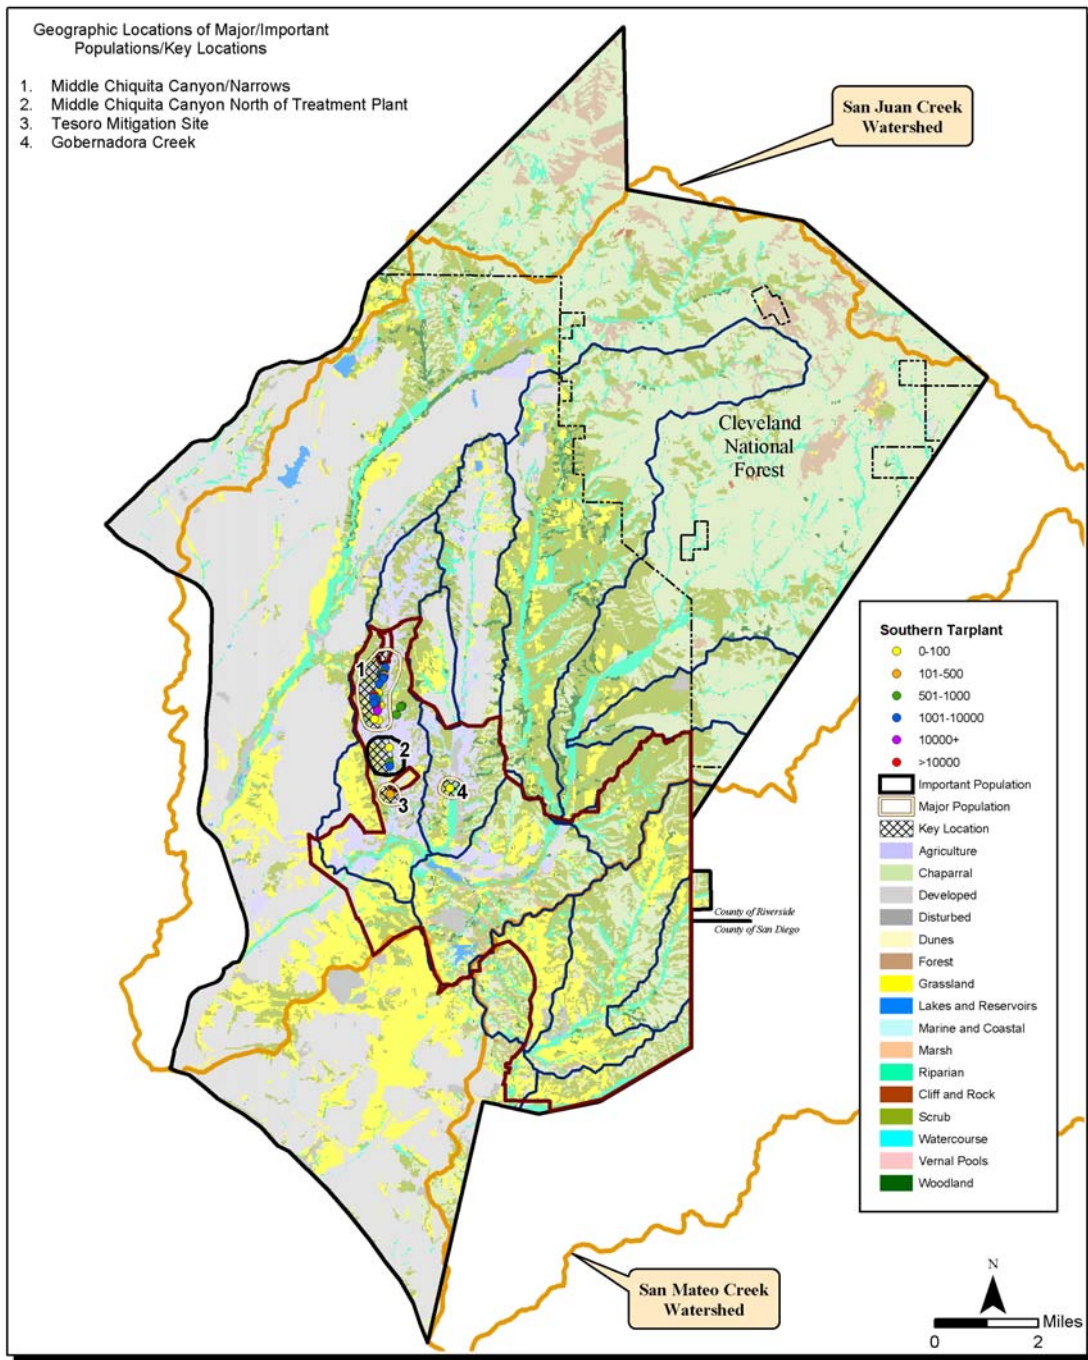 Geographic Locations of Major/Important
Populations/Key Locations
1. Middle Chiquita Canyon/Narrows
2. Middle Chiquita Canyon North of Treatment Plant
3. Tesoro Mitigation Site
4. Gobernadora Creek
San Juan Creek
Watershed
Cleveland
National
Forest
1
2
3
4
Southern Tarplant
0-100
101-500
501-1000
1001-10000
10000+
>10000
Important Population
Major Population
Key Location
Agriculture
Chaparral
Developed
Disturbed
Dunes
Forest
Grassland
Lakes and Reservoirs
Marine and Coastal
Marsh
Riparian
Cliff and Rock
Scrub
Watercourse
Vernal Pools
Woodland
County of Riverside
County of San Diego
San Mateo Creek
Watershed
N
Miles
0 2